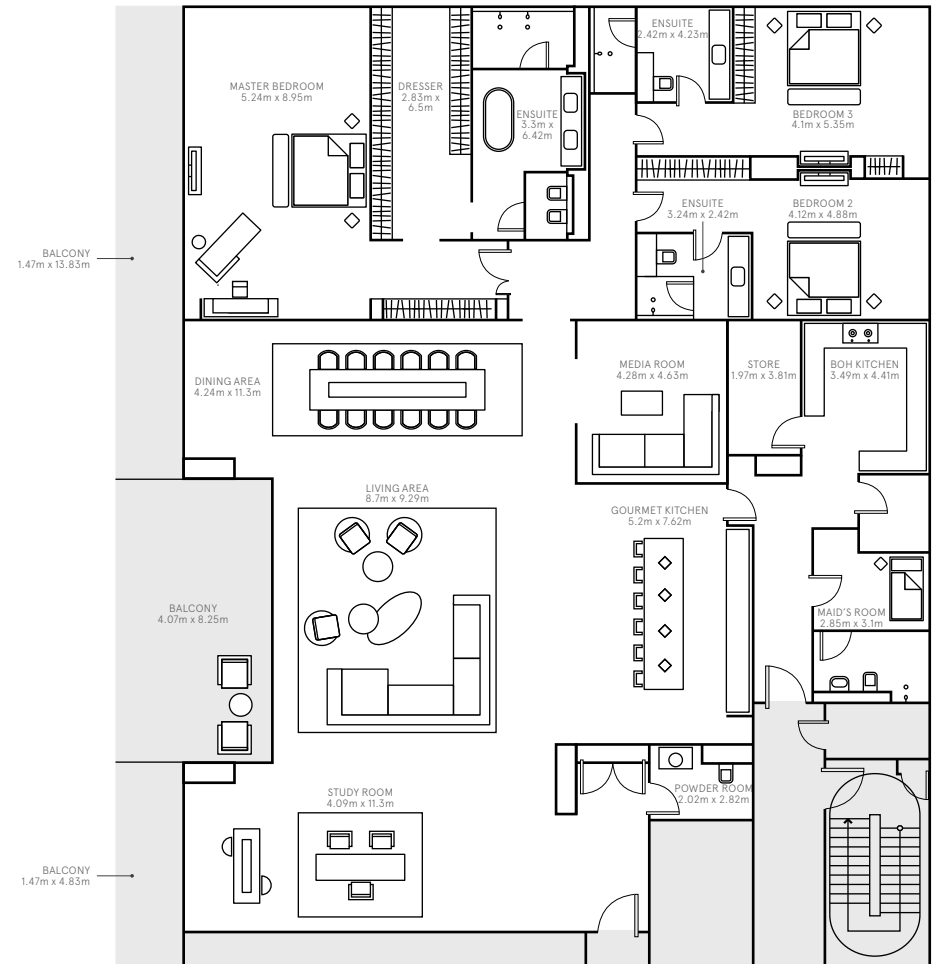 ENSUITE
2.42m x 4.23m
MASTER BEDROOM
5.24m x 8.95m
DRESSER
2.83m x
6.5m
ENSUITE
3.3m x
6.42m
BEDROOM 3
4.1m x 5.35m
ENSUITE
3.24m x 2.42m
BEDROOM 2
4.12m x 4.88m
BALCONY
1.47m x 13.83m
DINING AREA
4.24m x 11.3m
MEDIA ROOM
4.28m x 4.63m
STORE
1.97m x 3.81m
BOH KITCHEN
3.49m x 4.41m
LIVING AREA
8.7m x 9.29m
GOURMET KITCHEN
5.2m x 7.62m
BALCONY
4.07m x 8.25m
MAID'S ROOM
2.85m x 3.1m
STUDY ROOM
4.09m x 11.3m
POWDER ROOM
2.02m x 2.82m
BALCONY
1.47m x 4.83m